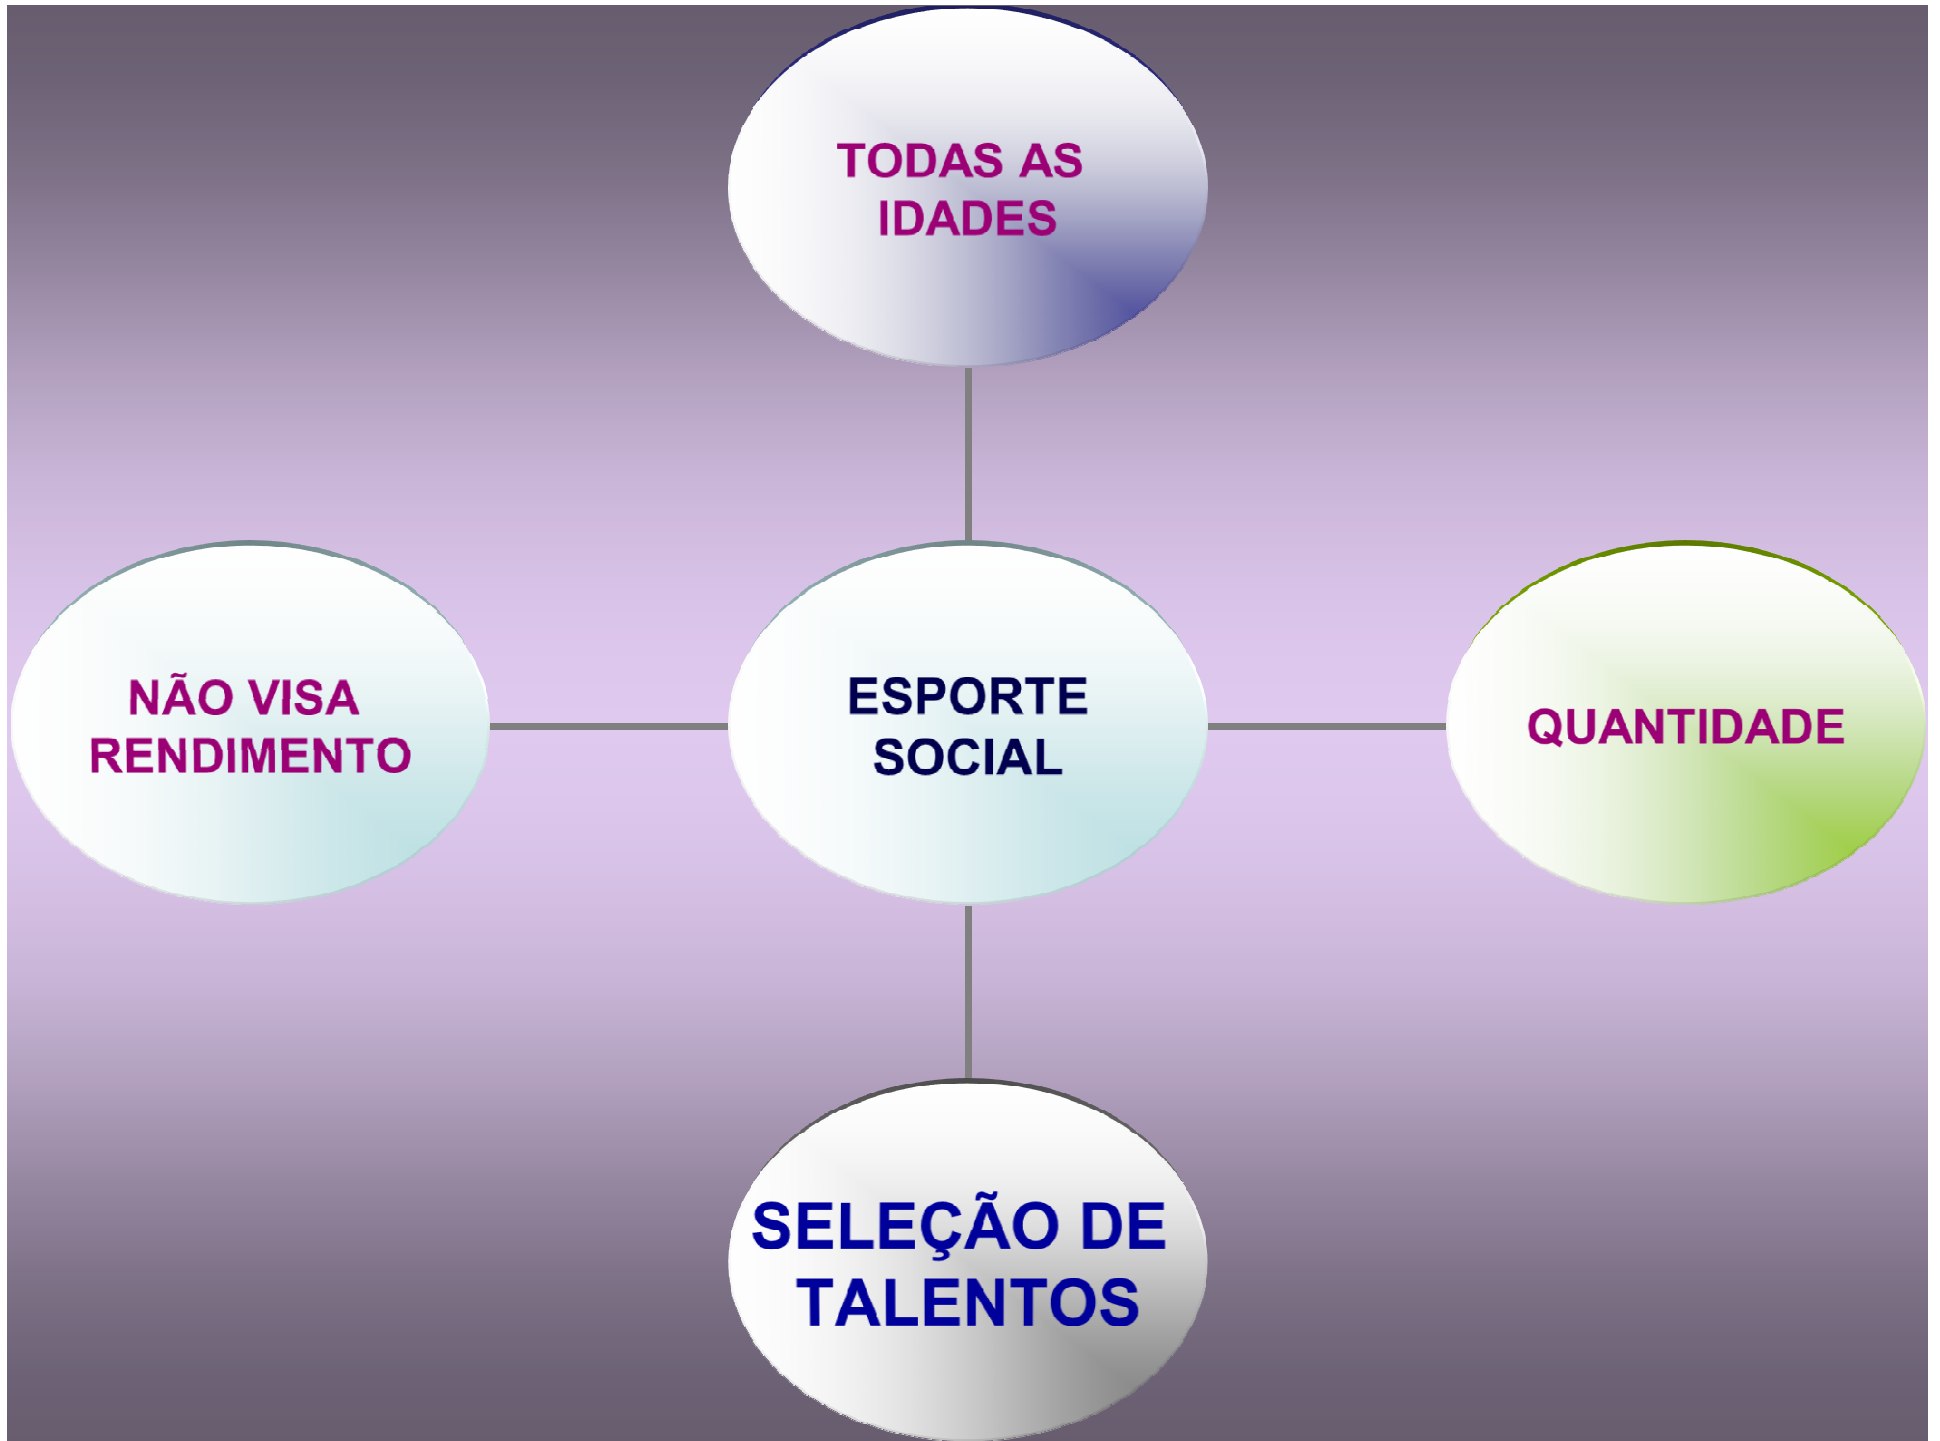 TODAS AS
IDADES
NÃO VISA
RENDIMENTO
ESPORTE
SOCIAL
QUANTIDADE
SELEÇÃO DE
TALENTOS